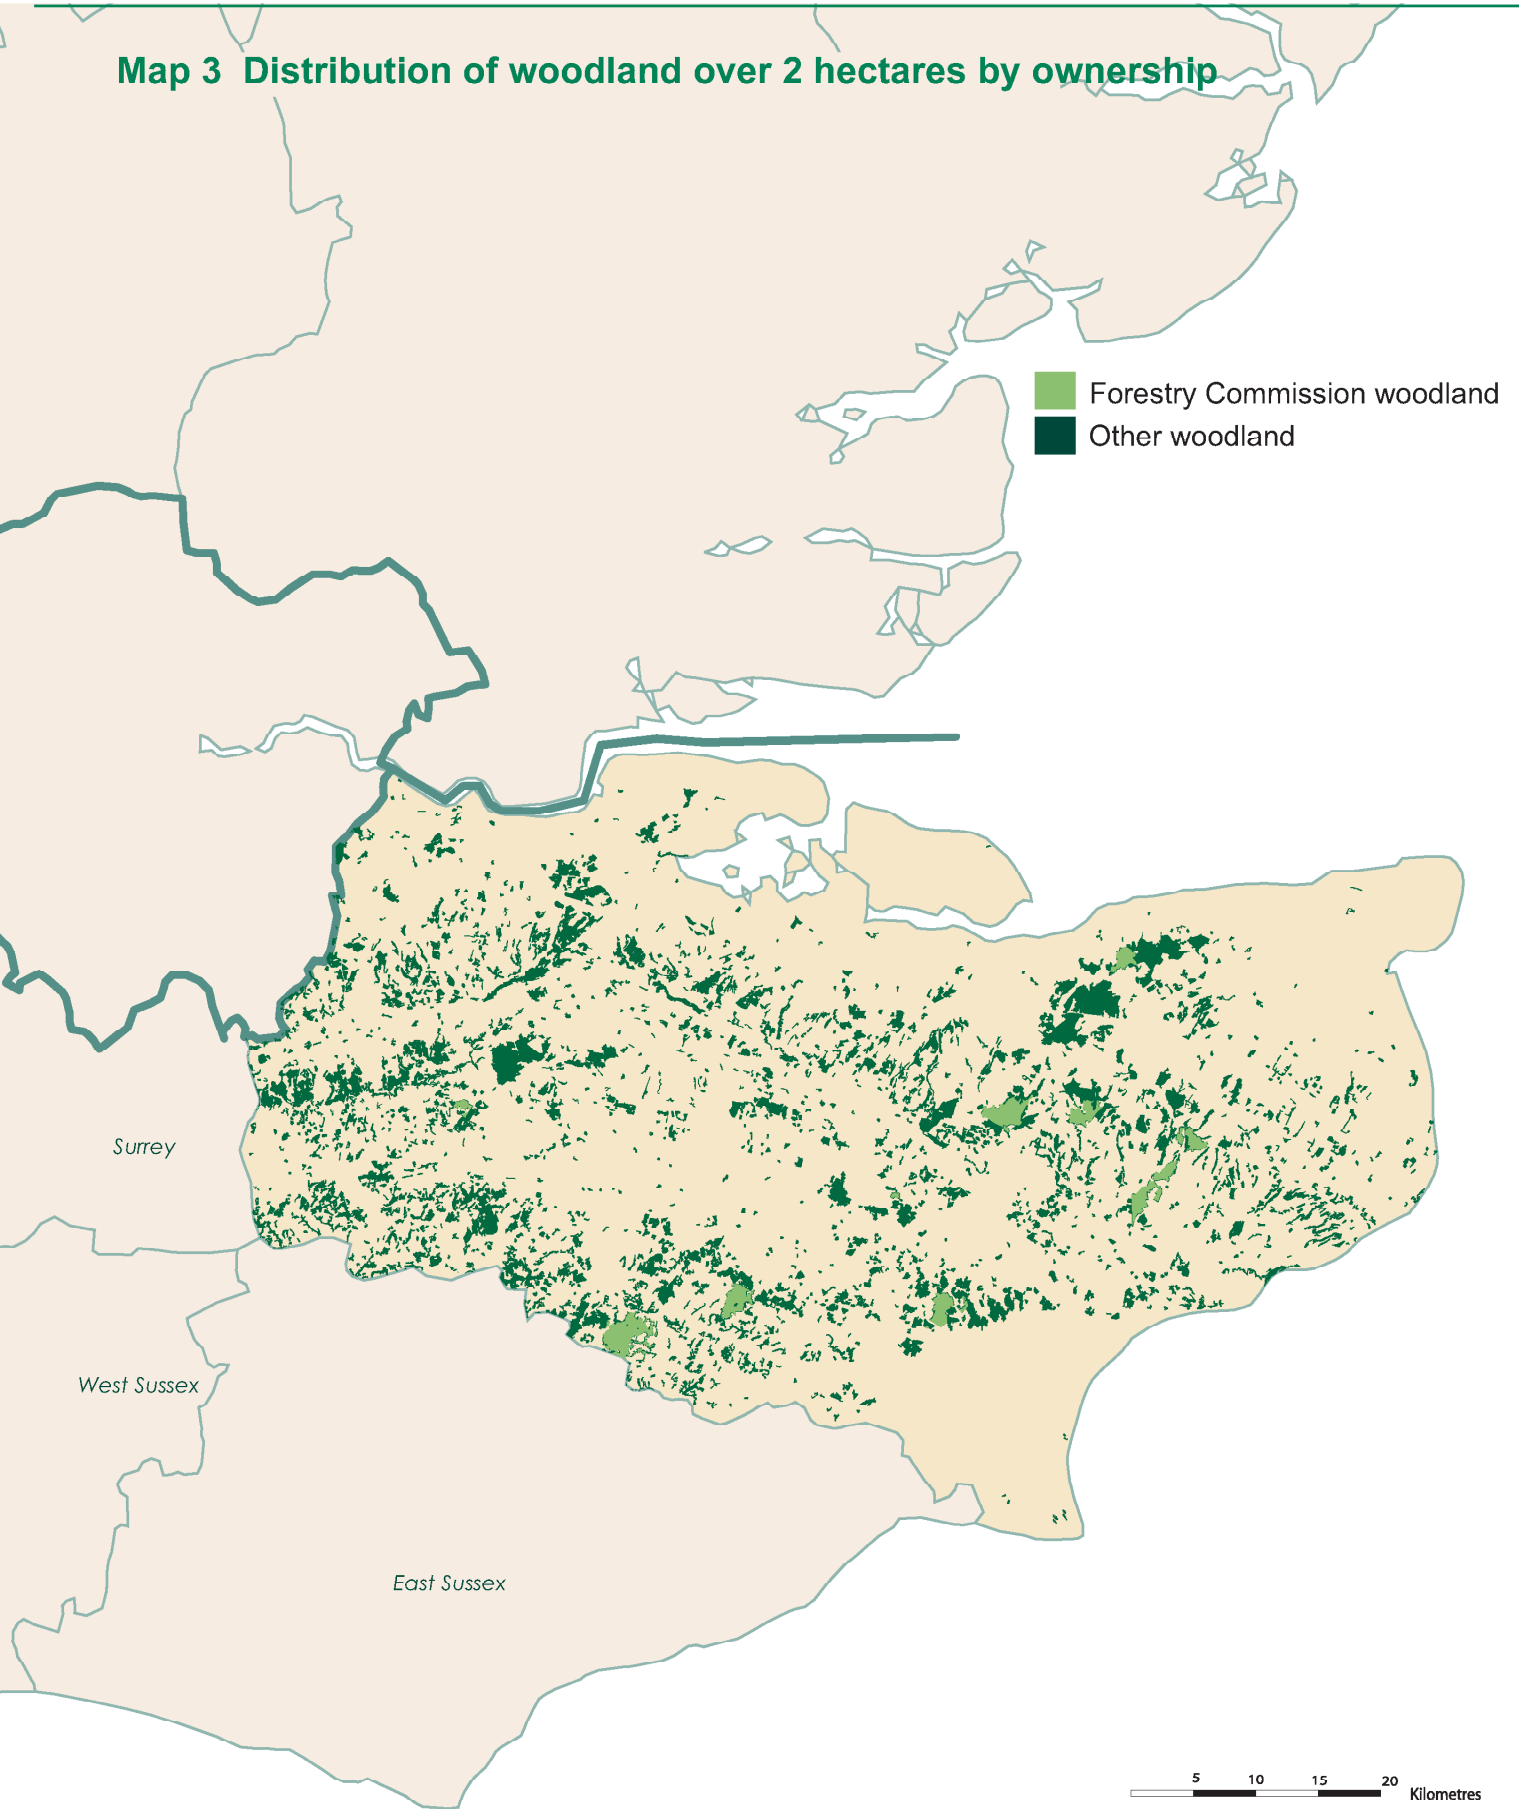 Map 3 Distribution of woodland over 2 hectares by ownership
Forestry Commission woodland
Other woodland
Surrey
West Sussex
East Sussex
5 10 15 20 Kilometres